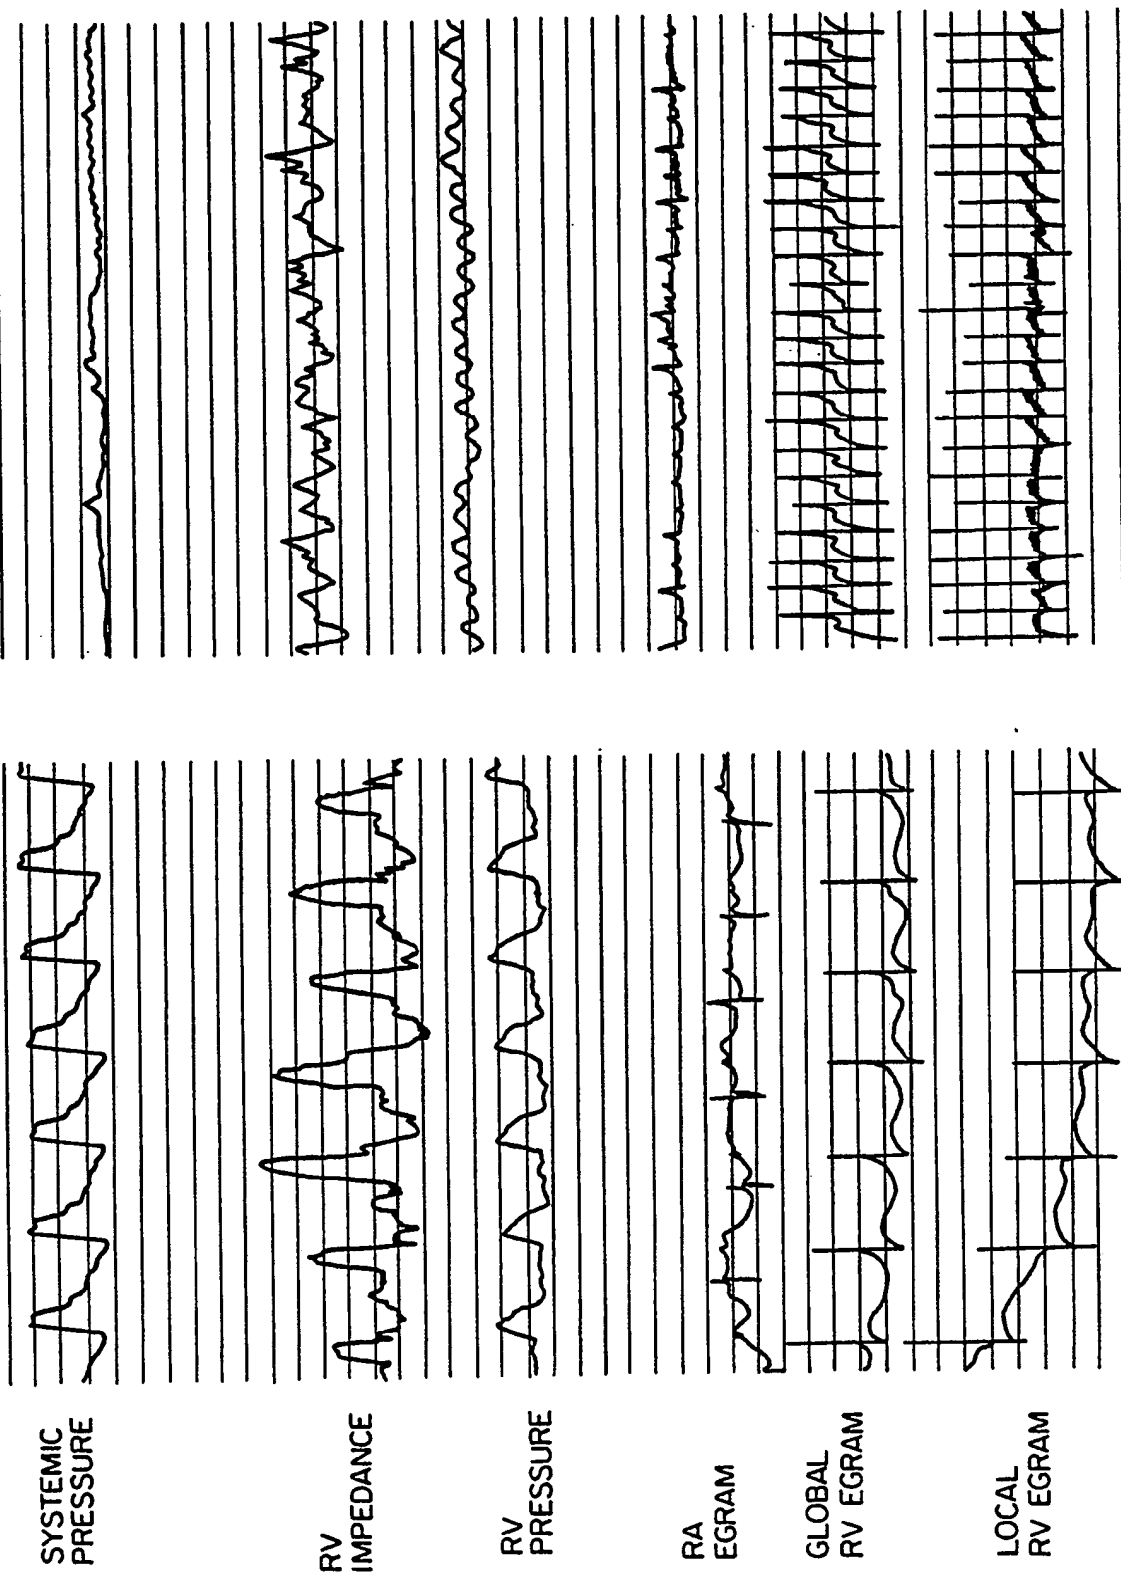 SYSTEMIC
PRESSURE
RV
IMPEDANCE
RV
PRESSURE
RA
EGRAM
GLOBAL
RV EGRAM
LOCAL
RV EGRAM